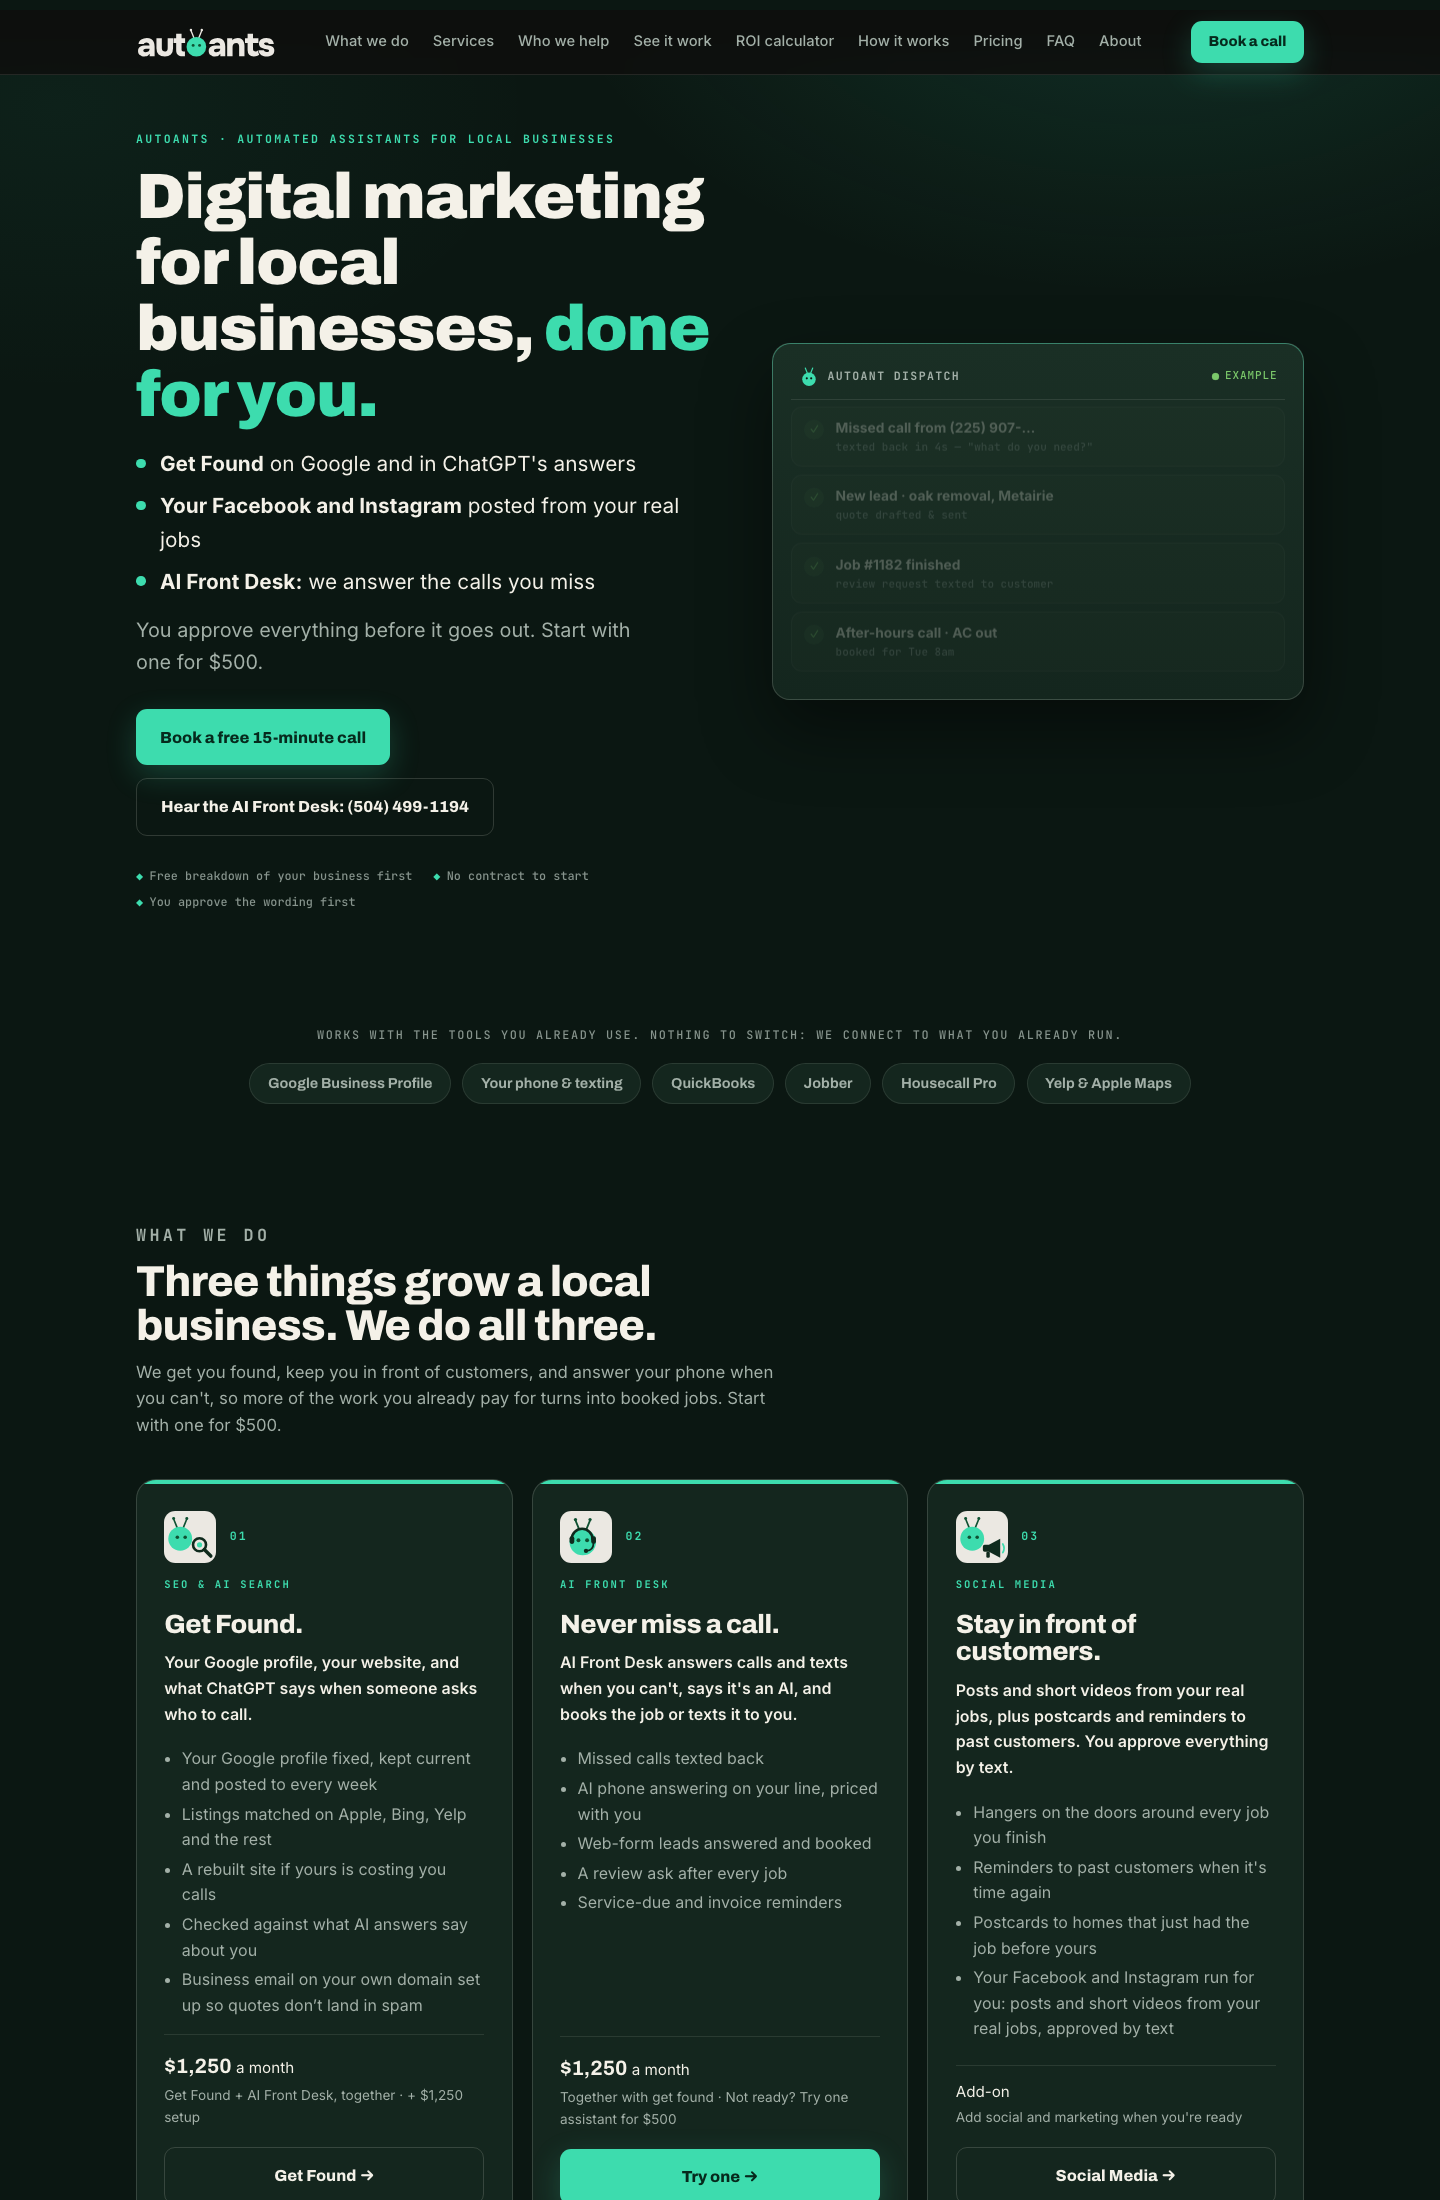 autoants
What we do
Services
Who we help
See it work
ROI calculator
How it works
Pricing
FAQ
About
Book a call
AUTOANTS · AUTOMATED ASSISTANTS FOR LOCAL BUSINESSES
Digital marketing
for local
businesses, done
for you.
Get Found on Google and in ChatGPT's answers
Your Facebook and Instagram posted from your real
jobs
AI Front Desk: we answer the calls you miss
You approve everything before it goes out. Start with
one for $500.
Book a free 15-minute call
Hear the AI Front Desk: (504) 499-1194
◆ Free breakdown of your business first ◆ No contract to start
◆ You approve the wording first
AUTOANT DISPATCH
EXAMPLE
Missed call from (225) 907-…
texted back in 4s — "what do you need?"
New lead · oak removal, Metairie
quote drafted & sent
Job #1182 finished
review request texted to customer
After-hours call · AC out
booked for Tue 8am
WORKS WITH THE TOOLS YOU ALREADY USE. NOTHING TO SWITCH: WE CONNECT TO WHAT YOU ALREADY RUN.
Google Business Profile
Your phone & texting
QuickBooks
Jobber
Housecall Pro
Yelp & Apple Maps
WHAT WE DO
Three things grow a local
business. We do all three.
We get you found, keep you in front of customers, and answer your phone when
you can't, so more of the work you already pay for turns into booked jobs. Start
with one for $500.
01
SEO & AI SEARCH
Get Found.
Your Google profile, your website, and
what ChatGPT says when someone asks
who to call.
• Your Google profile fixed, kept current
and posted to every week
• Listings matched on Apple, Bing, Yelp
and the rest
• A rebuilt site if yours is costing you
calls
• Checked against what AI answers say
about you
• Business email on your own domain set
up so quotes don’t land in spam
$1,250 a month
Get Found + AI Front Desk, together · + $1,250
setup
Get Found →
02
AI FRONT DESK
Never miss a call.
AI Front Desk answers calls and texts
when you can't, says it's an AI, and
books the job or texts it to you.
• Missed calls texted back
• AI phone answering on your line, priced
with you
• Web-form leads answered and booked
• A review ask after every job
• Service-due and invoice reminders
$1,250 a month
Together with get found · Not ready? Try one
assistant for $500
Try one →
03
SOCIAL MEDIA
Stay in front of
customers.
Posts and short videos from your real
jobs, plus postcards and reminders to
past customers. You approve everything
by text.
• Hangers on the doors around every job
you finish
• Reminders to past customers when it's
time again
• Postcards to homes that just had the
job before yours
• Your Facebook and Instagram run for
you: posts and short videos from your
real jobs, approved by text
Add-on
Add social and marketing when you're ready
Social Media →